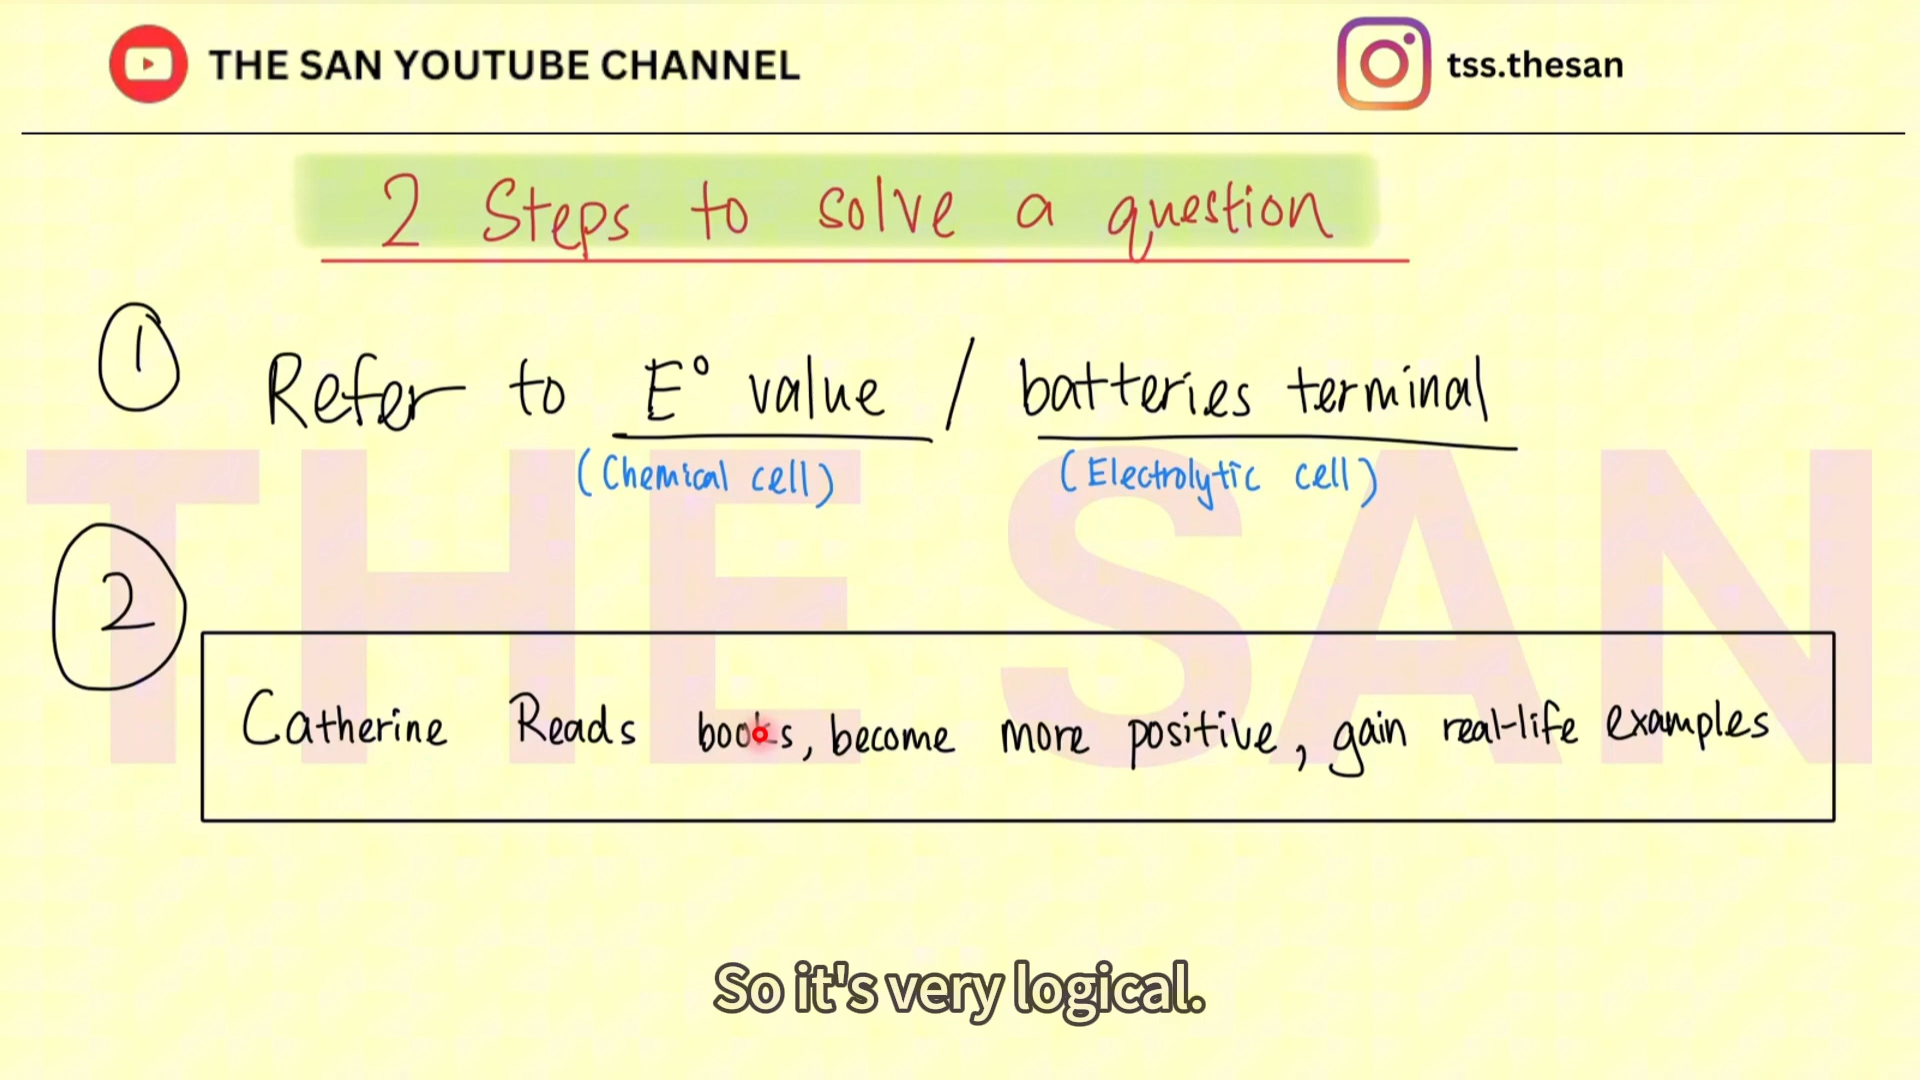 THE SAN YOUTUBE CHANNEL
tss.thesan
2 Steps to solve a question
1 Refer to E° value / batteries terminal
(Chemical cell) (Electrolytic cell)
2
Catherine Reads books, become more positive, gain real-life examples
THE SAN
So it's very logical.